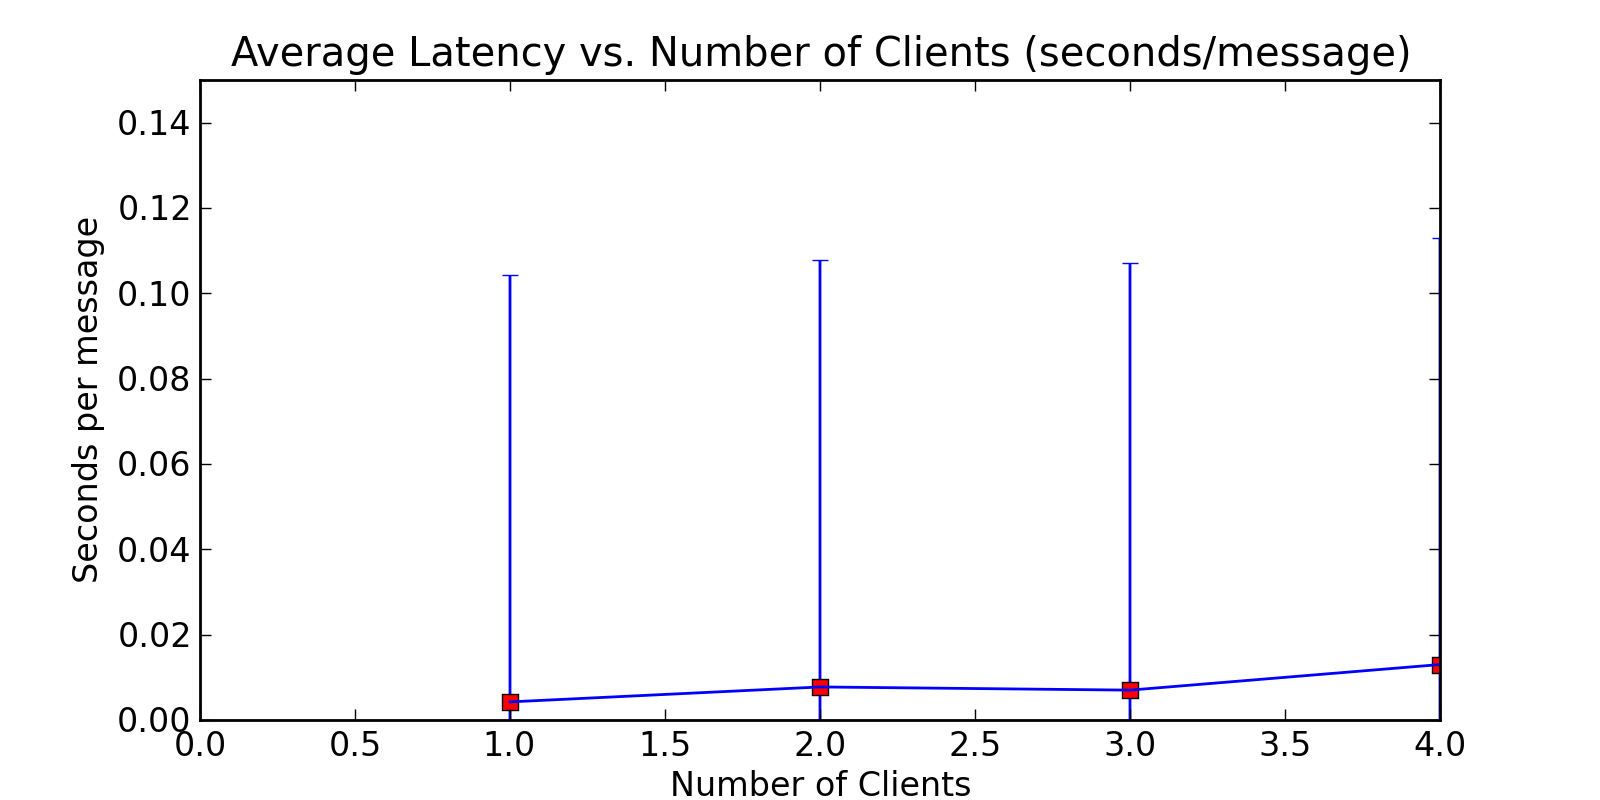 Average Latency vs. Number of Clients (seconds/message)
0.14
0.12
0.10
0.08
0.06
0.04
0.02
0.00
Seconds per message
0.0 0.5 1.0 1.5 2.0 2.5 3.0 3.5 4.0
Number of Clients